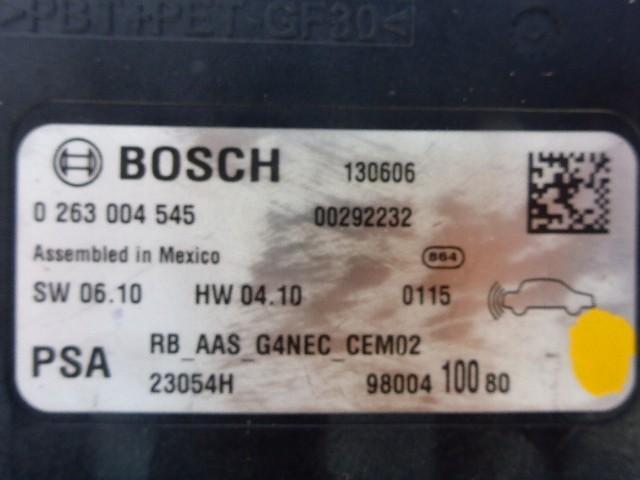 >PBT+PET-GF30<
BOSCH 130606
0 263 004 545 00292232
Assembled in Mexico 864
SW 06.10 HW 04.10 0115
RB_AAS_G4NEC_CEM02
PSA
23054H 98004 100 80